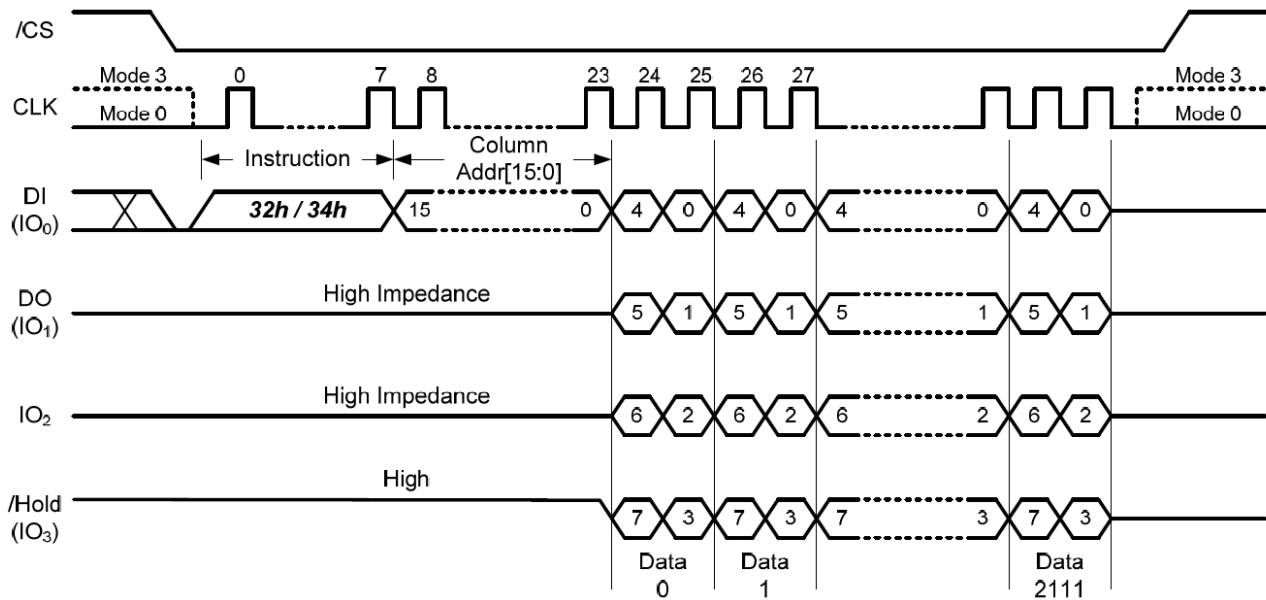 /CS
Mode 3 0 7 8 23 24 25 26 27 Mode 3
CLK
Mode 0 Mode 0
Instruction Column
Addr[15:0]
DI
(IO0) 32h / 34h 15 0 4 0 4 0 4 0 4 0
High Impedance
DO
(IO1) 5 1 5 1 5 1 5 1
High Impedance
IO2 6 2 6 2 6 2 6 2
High
/Hold
(IO3) 7 3 7 3 7 3 7 3
Data Data Data
0 1 2111